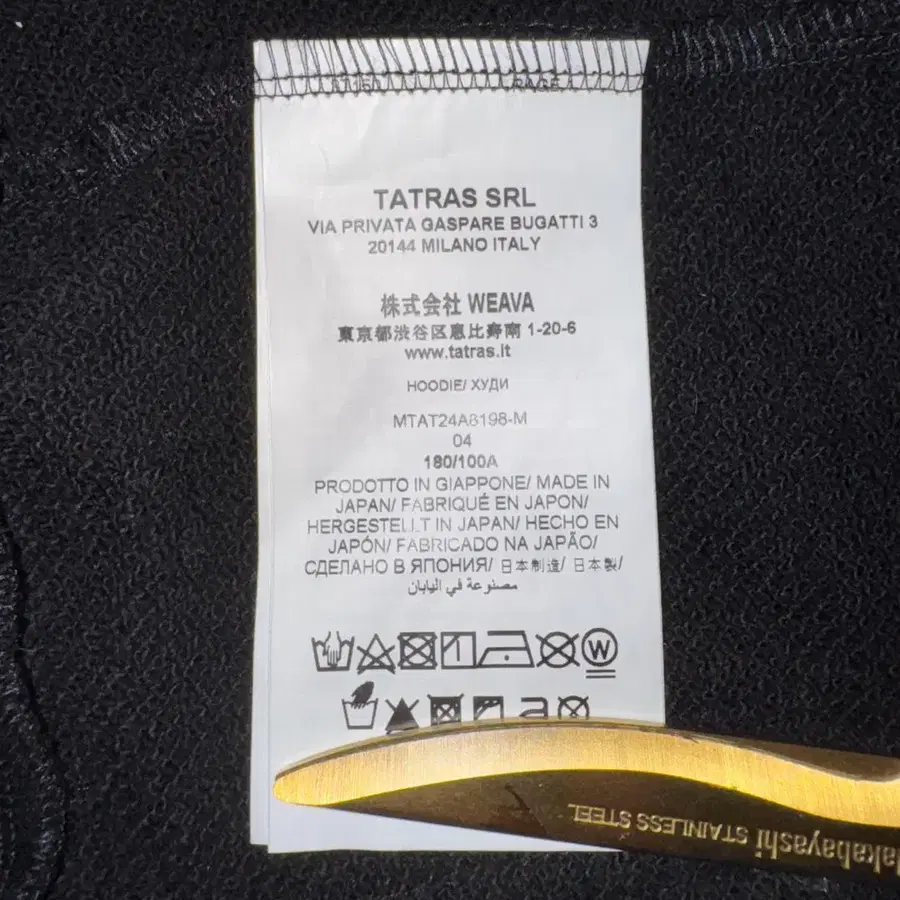 TATRAS SRL
VIA PRIVATA GASPARE BUGATTI 3
20144 MILANO ITALY
株式会社 WEAVA
東京都渋谷区恵比寿南 1-20-6
www.tatras.it
HOODIE/ ХУДИ
MTAT24A8198-M
04
180/100A
PRODOTTO IN GIAPPONE/ MADE IN
JAPAN/ FABRIQUÉ EN JAPON/
HERGESTELLT IN JAPAN/ HECHO EN
JAPÓN/ FABRICADO NA JAPÃO/
СДЕЛАНО В ЯПОНИЯ/ 日本制造/ 日本製/
مصنوعة في اليابان
W
Nakabayashi STAINLESS STEEL